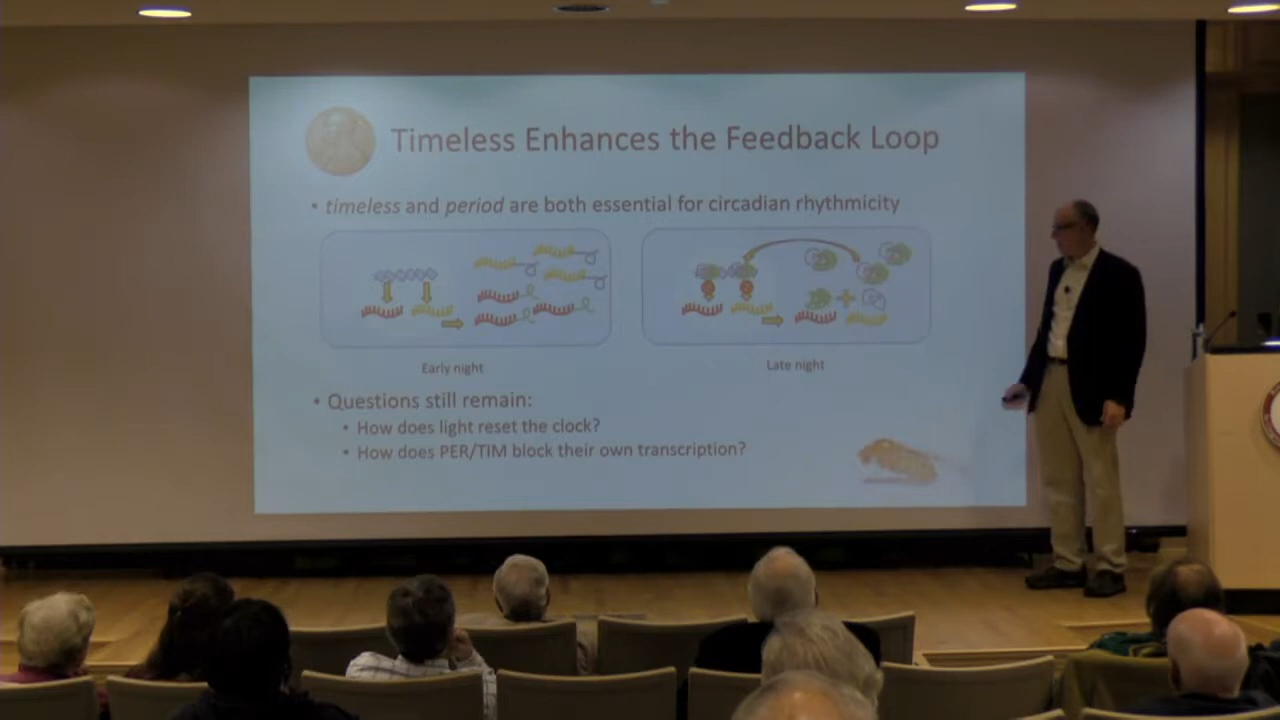 Timeless Enhances the Feedback Loop
• timeless and period are both essential for circadian rhythmicity
Early night
Late night
• Questions still remain:
• How does light reset the clock?
• How does PER/TIM block their own transcription?